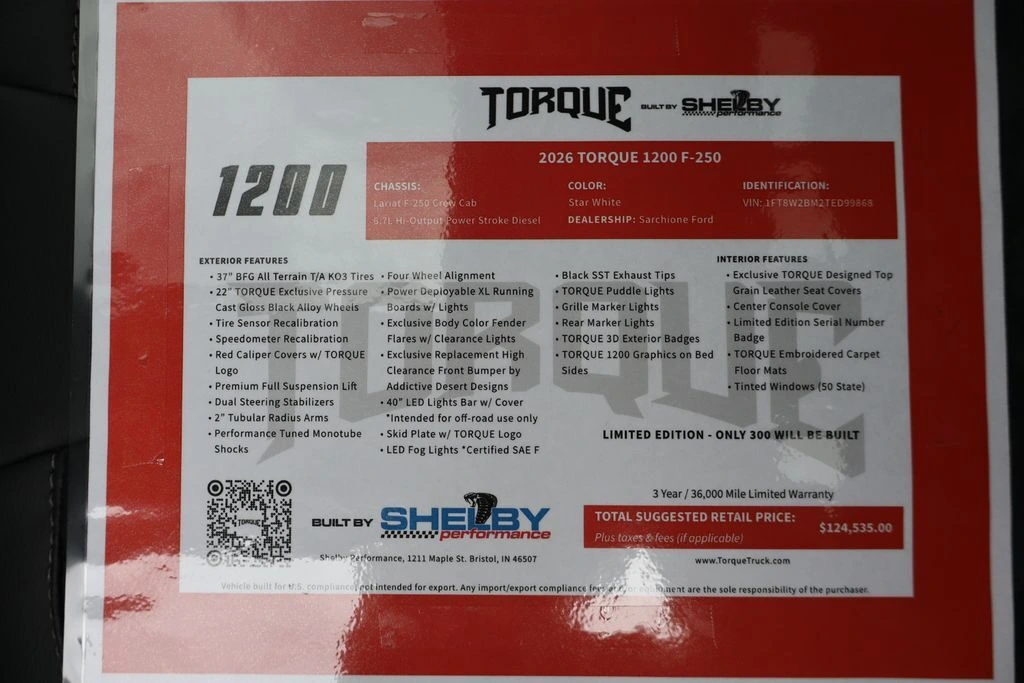 TORQUE BUILT BY SHELBY performance
1200
2026 TORQUE 1200 F-250
CHASSIS:
Lariat F-250 Crew Cab
6.7L Hi-Output Power Stroke Diesel
COLOR:
Star White
DEALERSHIP: Sarchione Ford
IDENTIFICATION:
VIN: 1FT8W2BM2TED99868
EXTERIOR FEATURES
• 37" BFG All Terrain T/A KO3 Tires
• 22" TORQUE Exclusive Pressure
Cast Gloss Black Alloy Wheels
• Tire Sensor Recalibration
• Speedometer Recalibration
• Red Caliper Covers w/ TORQUE
Logo
• Premium Full Suspension Lift
• Dual Steering Stabilizers
• 2" Tubular Radius Arms
• Performance Tuned Monotube
Shocks
• Four Wheel Alignment
• Power Deployable XL Running
Boards w/ Lights
• Exclusive Body Color Fender
Flares w/ Clearance Lights
• Exclusive Replacement High
Clearance Front Bumper by
Addictive Desert Designs
• 40" LED Lights Bar w/ Cover
*Intended for off-road use only
• Skid Plate w/ TORQUE Logo
• LED Fog Lights *Certified SAE F
• Black SST Exhaust Tips
• TORQUE Puddle Lights
• Grille Marker Lights
• Rear Marker Lights
• TORQUE 3D Exterior Badges
• TORQUE 1200 Graphics on Bed
Sides
INTERIOR FEATURES
• Exclusive TORQUE Designed Top
Grain Leather Seat Covers
• Center Console Cover
• Limited Edition Serial Number
Badge
• TORQUE Embroidered Carpet
Floor Mats
• Tinted Windows (50 State)
TORQUE
LIMITED EDITION - ONLY 300 WILL BE BUILT
TORQUE
BUILT BY SHELBY performance
Shelby Performance, 1211 Maple St. Bristol, IN 46507
3 Year / 36,000 Mile Limited Warranty
TOTAL SUGGESTED RETAIL PRICE:
Plus taxes & fees (if applicable)
$124,535.00
www.TorqueTruck.com
Vehicle built for U.S. compliance, not intended for export. Any import/export compliance fees and/or equipment are the sole responsibility of the purchaser.